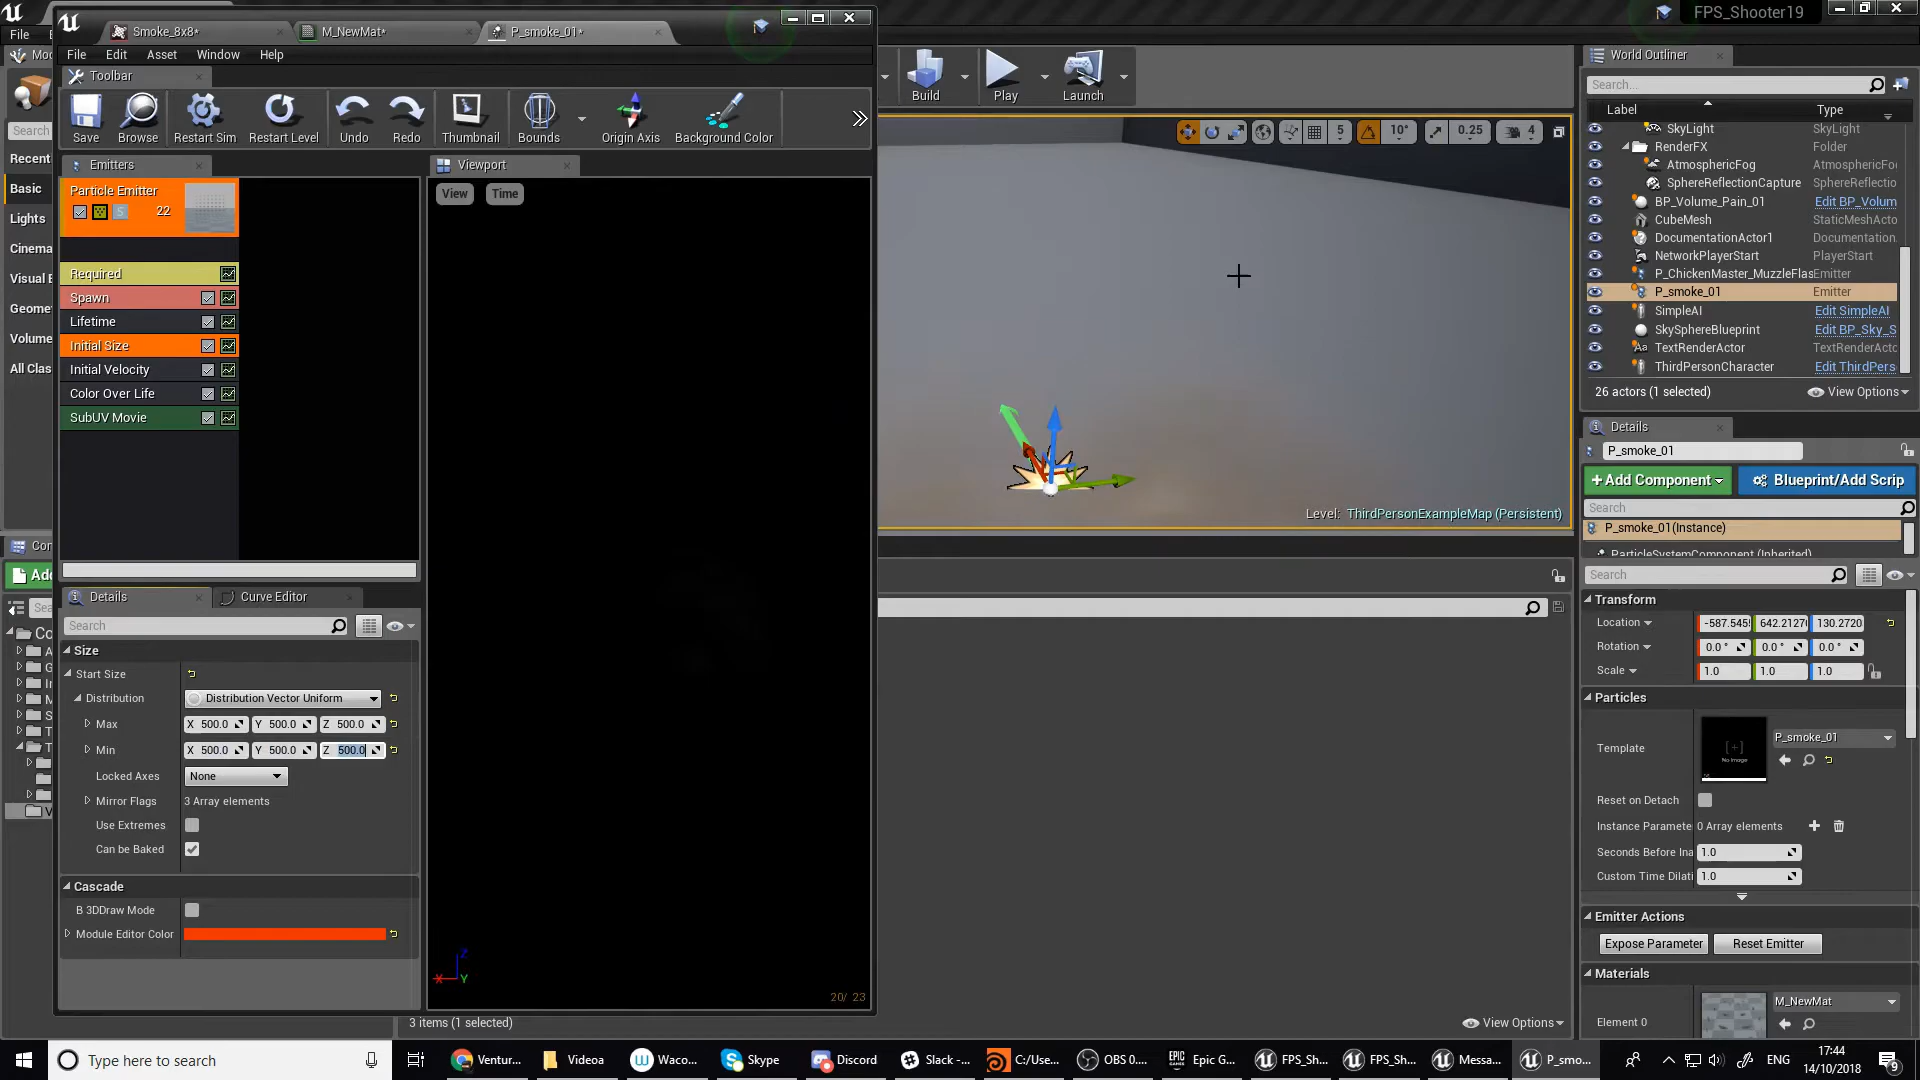 Smoke_8x8*
M_NewMat*
P_smoke_01*
FPS_Shooter19
File
File Edit Asset Window Help
Toolbar
Save Browse Restart Sim Restart Level Undo Redo Thumbnail Bounds Origin Axis Background Color
Build Play Launch
Search
Recent
Basic
Lights
Cinema
Visual E
Geomet
Volume
All Clas
Emitters
Particle Emitter
22
Required
Spawn
Lifetime
Initial Size
Initial Velocity
Color Over Life
SubUV Movie
Viewport
View Time
20/ 23
Details
Curve Editor
Search
Size
Start Size
Distribution Distribution Vector Uniform
Max X 500.0 Y 500.0 Z 500.0
Min X 500.0 Y 500.0 Z 500.0
Locked Axes None
Mirror Flags 3 Array elements
Use Extremes
Can be Baked
Cascade
B 3DDraw Mode
Module Editor Color
5 10° 0.25 4
Level: ThirdPersonExampleMap (Persistent)
3 items (1 selected)
View Options
World Outliner
Search...
Label Type
SkyLight SkyLight
RenderFX Folder
AtmosphericFog AtmosphericFo
SphereReflectionCapture SphereReflectio
BP_Volume_Pain_01 Edit BP_Volum
CubeMesh StaticMeshActo
DocumentationActor1 Documentation
NetworkPlayerStart PlayerStart
P_ChickenMaster_MuzzleFlas Emitter
P_smoke_01 Emitter
SimpleAI Edit SimpleAI
SkySphereBlueprint Edit BP_Sky_S
TextRenderActor TextRenderActo
ThirdPersonCharacter Edit ThirdPers
26 actors (1 selected) View Options
Details
P_smoke_01
+Add Component Blueprint/Add Scrip
Search
P_smoke_01(Instance)
ParticleSystemComponent (Inherited)
Search
Transform
Location -587.545 642.2127 130.2720
Rotation 0.0 ° 0.0 ° 0.0 °
Scale 1.0 1.0 1.0
Particles
Template No Image P_smoke_01
Reset on Detach
Instance Paramete 0 Array elements
Seconds Before Ina 1.0
Custom Time Dilati 1.0
Emitter Actions
Expose Parameter Reset Emitter
Materials
Element 0 M_NewMat
Type here to search
Ventur... Videoa Waco... Skype Discord Slack -... C:/Use... OBS 0.... Epic G... FPS_Sh... FPS_Sh... Messa... P_smo...
ENG
17:44
14/10/2018
9